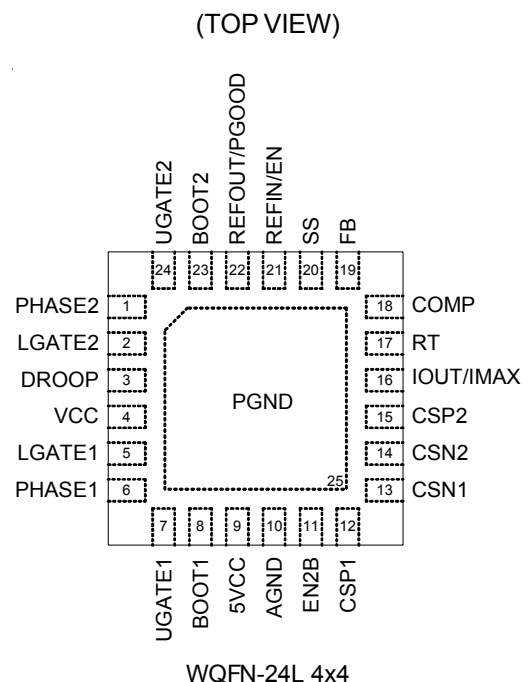 (TOP VIEW)
UGATE2
BOOT2
REFOUT/PGOOD
REFIN/EN
SS
FB
24 23 22 21 20 19
PHASE2 1 18 COMP
LGATE2 2 17 RT
DROOP 3 16 IOUT/IMAX
VCC 4 PGND 15 CSP2
LGATE1 5 14 CSN2
PHASE1 6 25 13 CSN1
7 8 9 10 11 12
UGATE1
BOOT1
5VCC
AGND
EN2B
CSP1
WQFN-24L 4x4